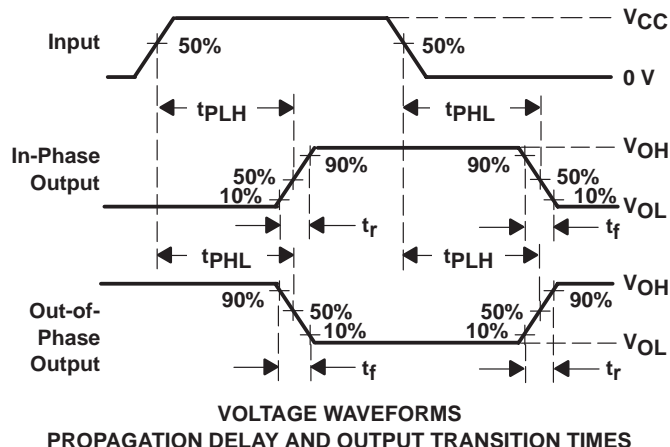 VCC
Input
50%
50%
0 V
tPLH
tPHL
In-Phase
Output
VOH
90%
90%
50%
50%
10%
10%
VOL
tr
tf
tPHL
tPLH
Out-of-
Phase
Output
VOH
90%
90%
50%
50%
10%
10%
VOL
tf
tr
VOLTAGE WAVEFORMS
PROPAGATION DELAY AND OUTPUT TRANSITION TIMES